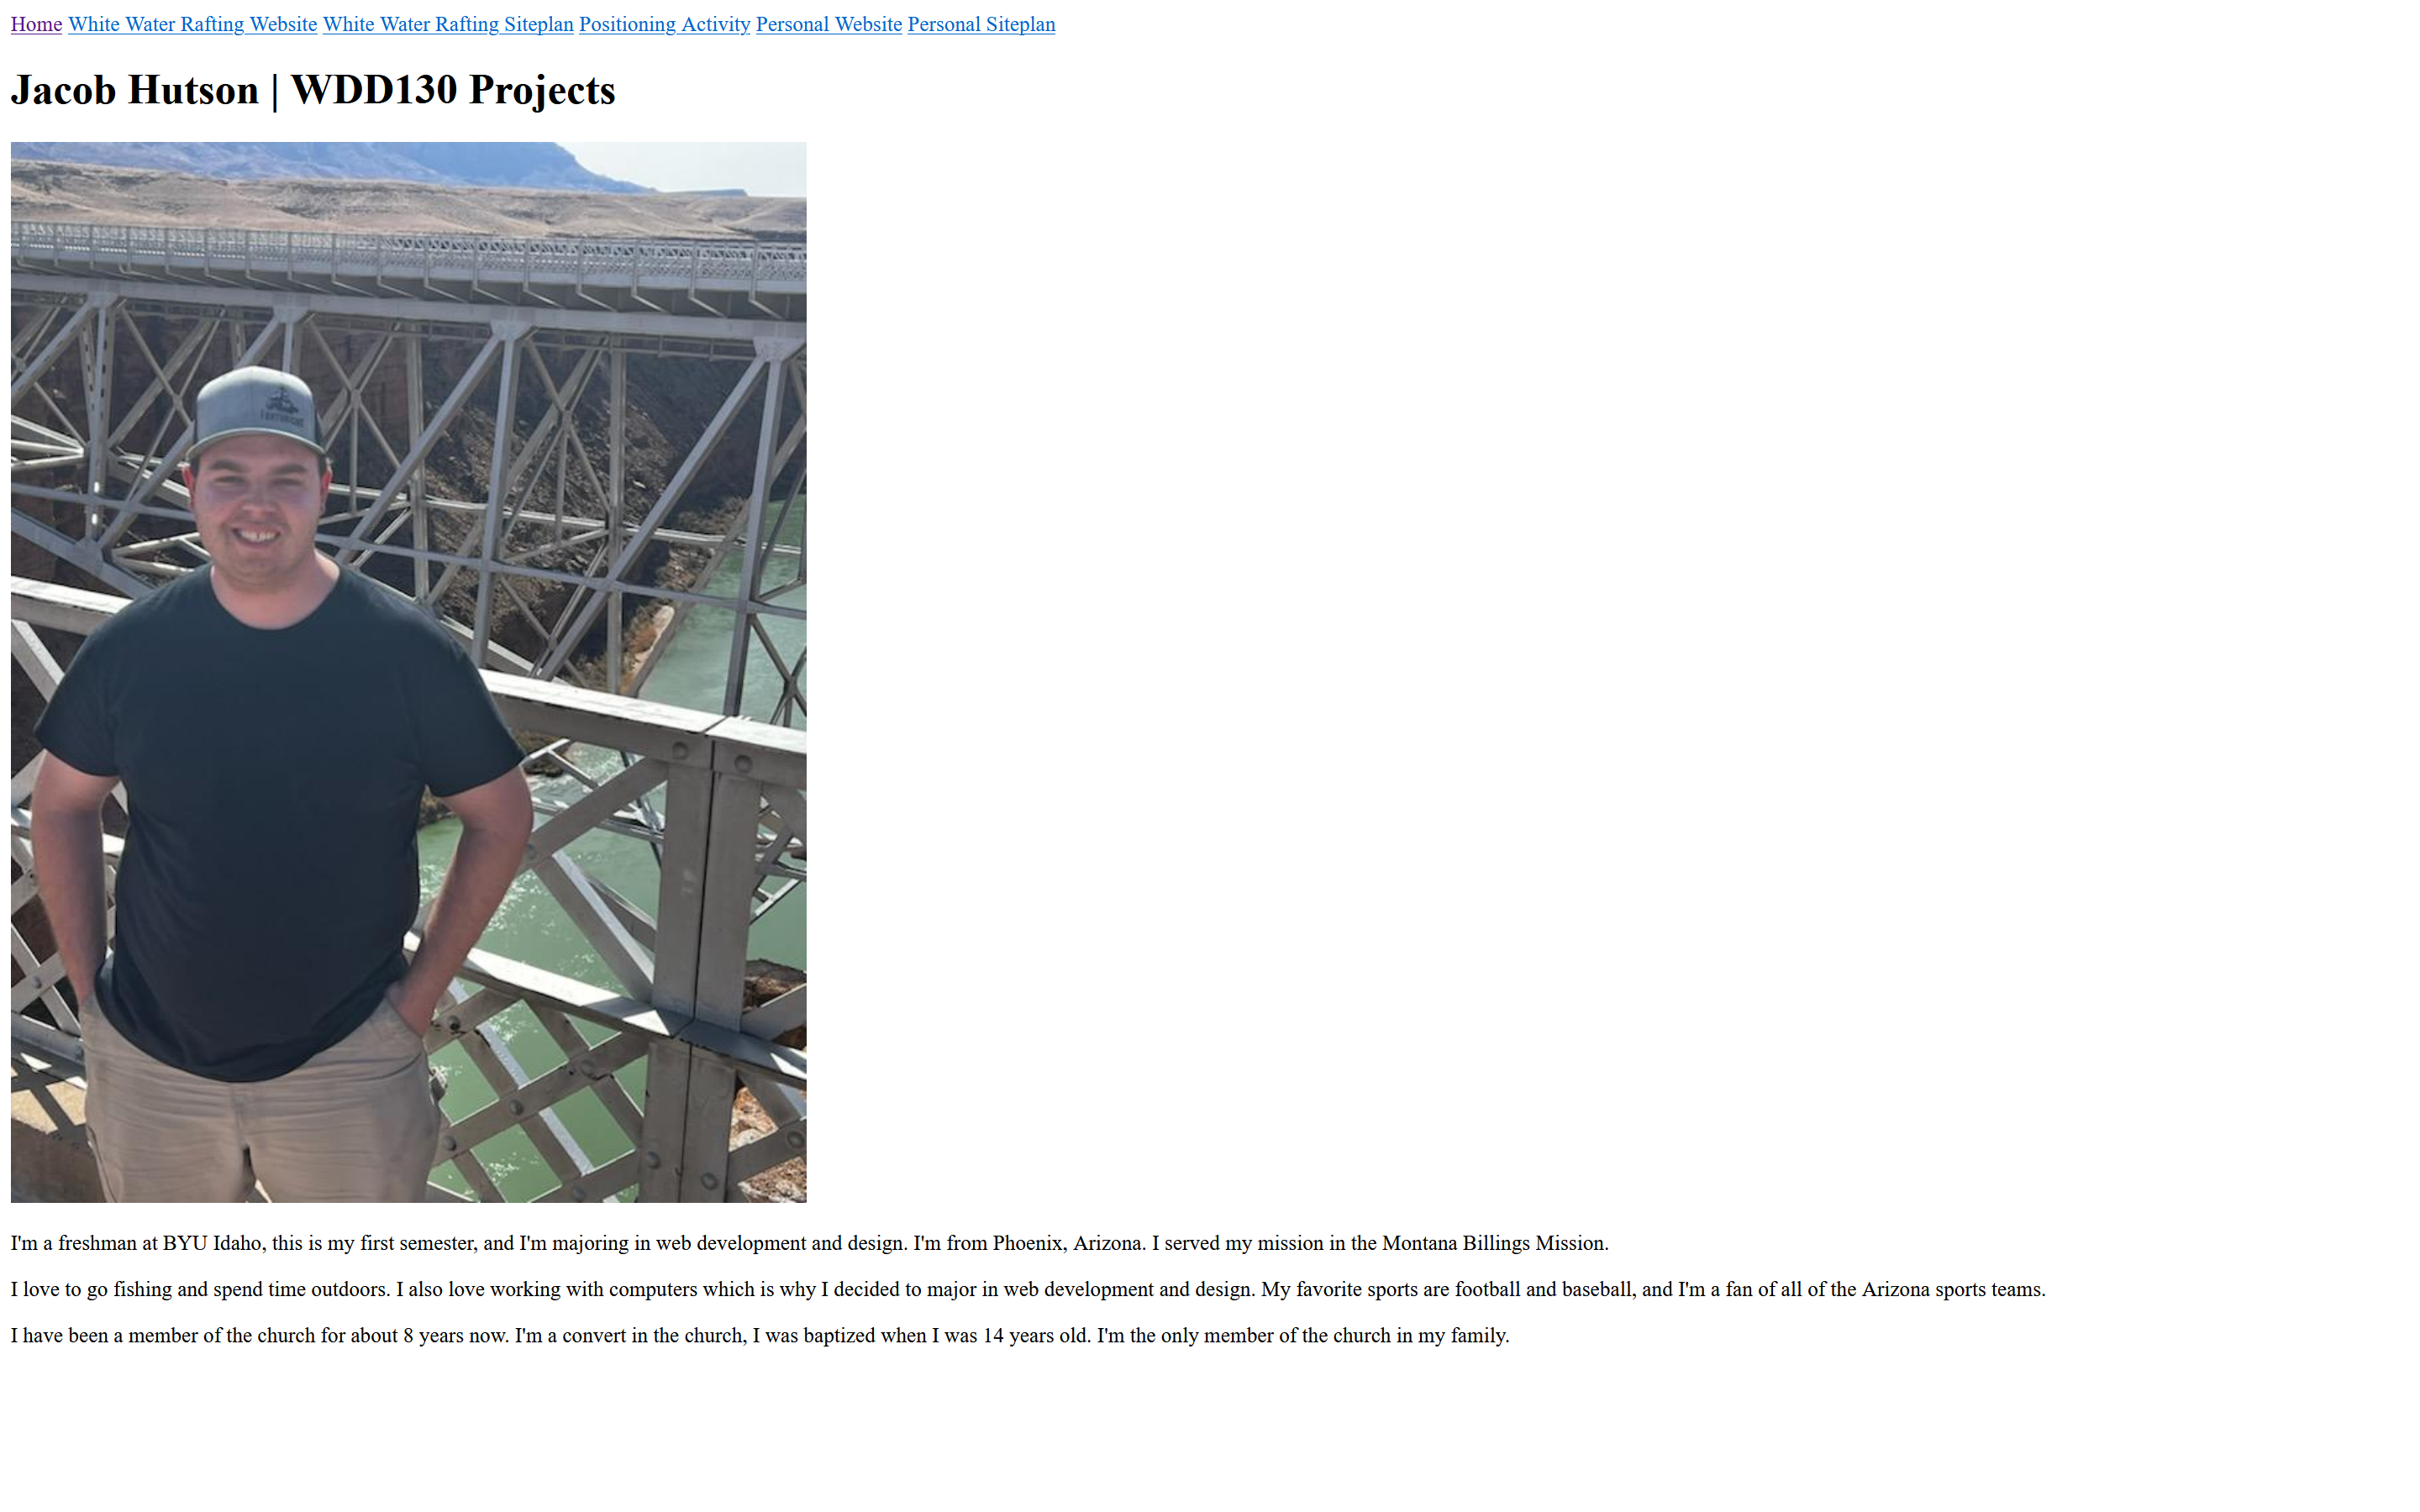 Home White Water Rafting Website White Water Rafting Siteplan Positioning Activity Personal Website Personal Siteplan
Jacob Hutson | WDD130 Projects
I'm a freshman at BYU Idaho, this is my first semester, and I'm majoring in web development and design. I'm from Phoenix, Arizona. I served my mission in the Montana Billings Mission.
I love to go fishing and spend time outdoors. I also love working with computers which is why I decided to major in web development and design. My favorite sports are football and baseball, and I'm a fan of all of the Arizona sports teams.
I have been a member of the church for about 8 years now. I'm a convert in the church, I was baptized when I was 14 years old. I'm the only member of the church in my family.